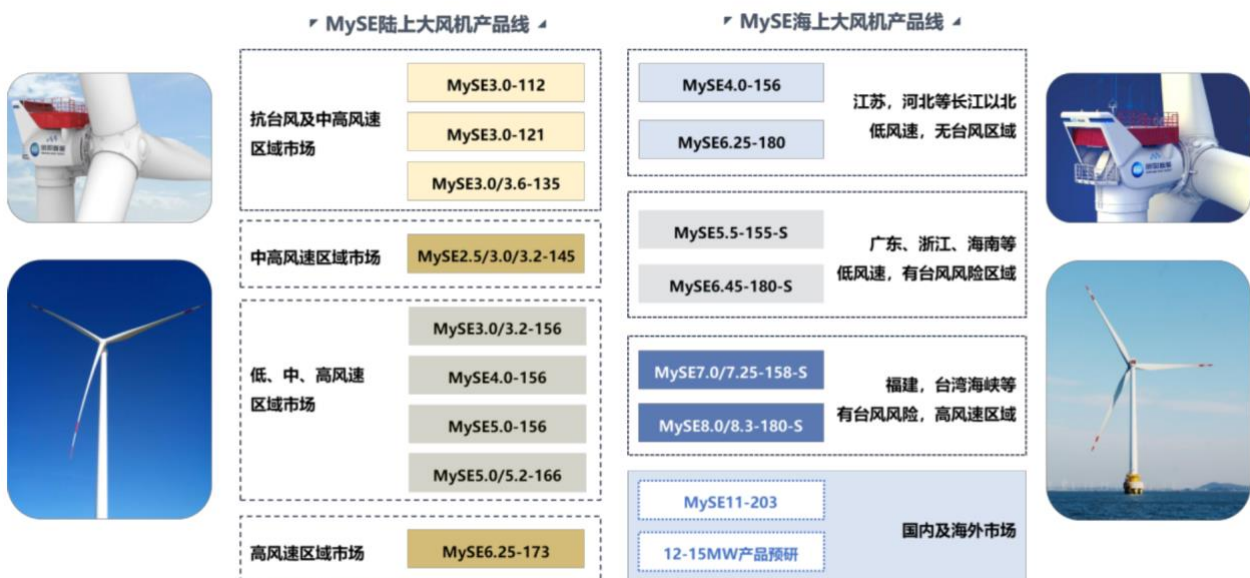 MySE陆上大风机产品线
抗台风及中高风速
区域市场
MySE3.0-112
MySE3.0-121
MySE3.0/3.6-135
中高风速区域市场
MySE2.5/3.0/3.2-145
低、中、高风速
区域市场
MySE3.0/3.2-156
MySE4.0-156
MySE5.0-156
MySE5.0/5.2-166
高风速区域市场
MySE6.25-173
MySE海上大风机产品线
MySE4.0-156
MySE6.25-180
江苏，河北等长江以北
低风速，无台风区域
MySE5.5-155-S
MySE6.45-180-S
广东、浙江、海南等
低风速，有台风风险区域
MySE7.0/7.25-158-S
MySE8.0/8.3-180-S
福建，台湾海峡等
有台风风险，高风速区域
MySE11-203
12-15MW产品预研
国内及海外市场